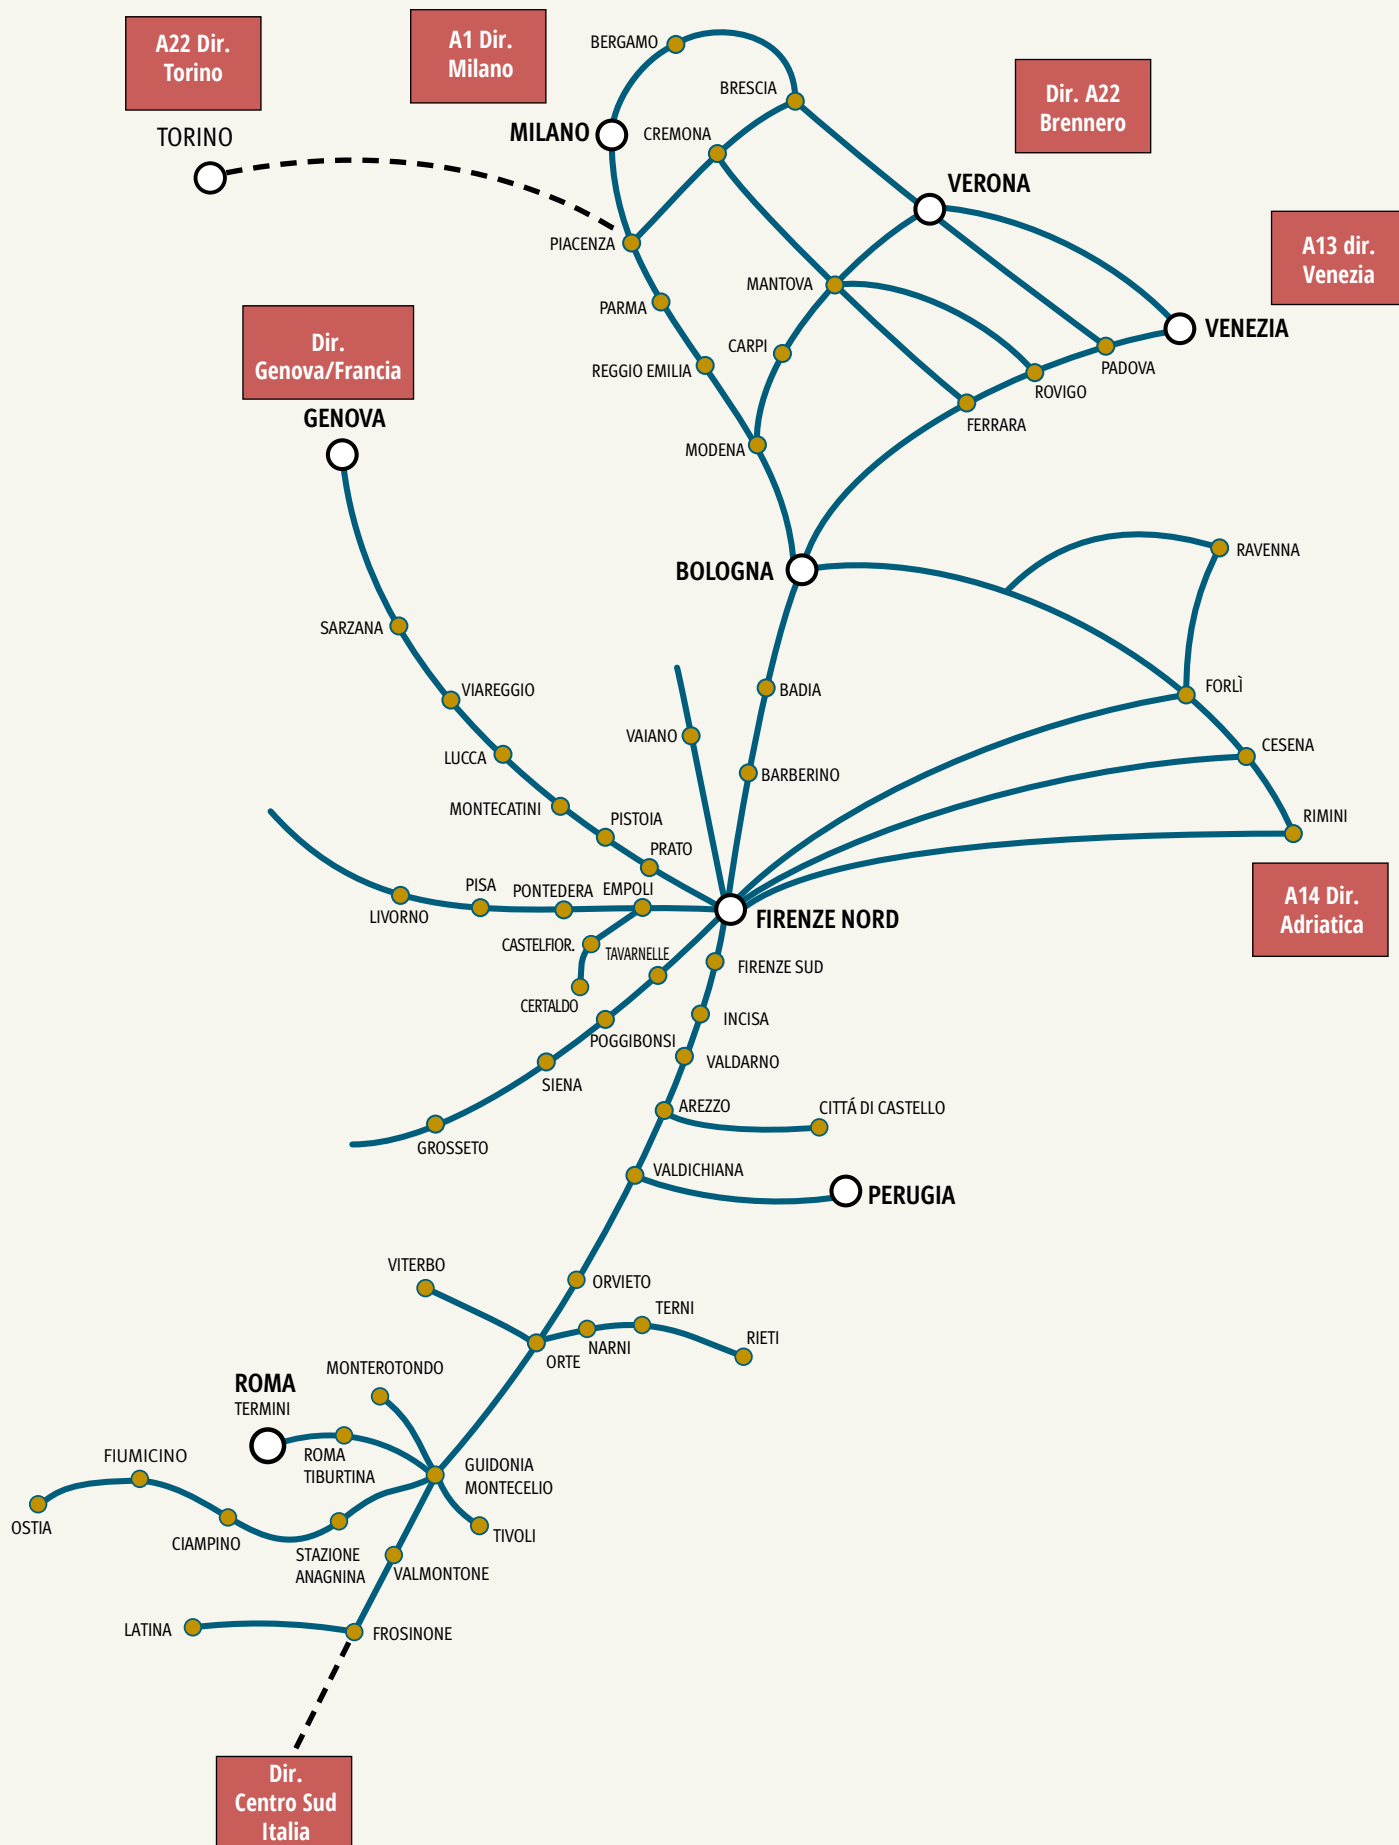 A22 Dir.
Torino
A1 Dir.
Milano
BERGAMO
BRESCIA
Dir. A22
Brennero
TORINO
MILANO
CREMONA
VERONA
PIACENZA
A13 dir.
Venezia
MANTOVA
PARMA
VENEZIA
CARPI
REGGIO EMILIA
PADOVA
ROVIGO
Dir.
Genova/Francia
GENOVA
FERRARA
MODENA
RAVENNA
BOLOGNA
SARZANA
VIAREGGIO
BADIA
FORLÌ
VAIANO
CESENA
LUCCA
BARBERINO
MONTECATINI
PISTOIA
RIMINI
PRATO
PISA
PONTEDERA
EMPOLI
LIVORNO
FIRENZE NORD
A14 Dir.
Adriatica
CASTELFIOR.
TAVARNELLE
FIRENZE SUD
CERTALDO
INCISA
POGGIBONSI
VALDARNO
SIENA
AREZZO
CITTÁ DI CASTELLO
GROSSETO
VALDICHIANA
PERUGIA
VITERBO
ORVIETO
TERNI
NARNI
RIETI
ORTE
MONTEROTONDO
ROMA
TERMINI
FIUMICINO
ROMA
TIBURTINA
GUIDONIA
MONTECELIO
OSTIA
CIAMPINO
TIVOLI
STAZIONE
ANAGNINA
VALMONTONE
LATINA
FROSINONE
Dir.
Centro Sud
Italia